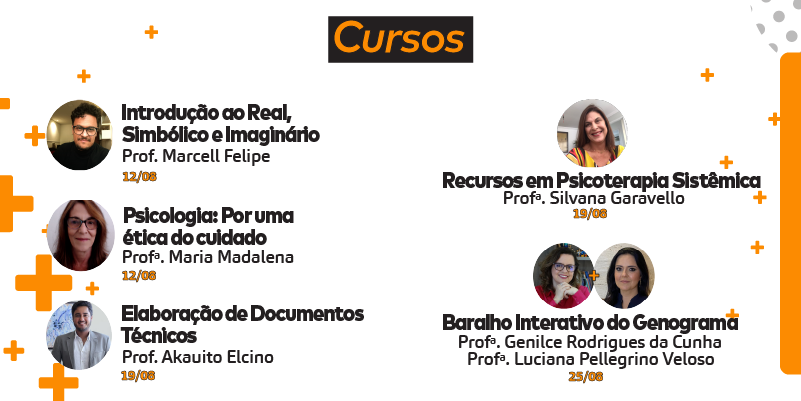 Cursos
Introdução ao Real,
Simbólico e Imaginário
Prof. Marcell Felipe
12/08
Psicologia: Por uma
ética do cuidado
Profª. Maria Madalena
12/08
Elaboração de Documentos
Técnicos
Prof. Akauito Elcino
19/08
Recursos em Psicoterapia Sistêmica
Profª. Silvana Garavello
19/08
Baralho Interativo do Genograma
Profª. Genilce Rodrigues da Cunha
Profª. Luciana Pellegrino Veloso
25/08